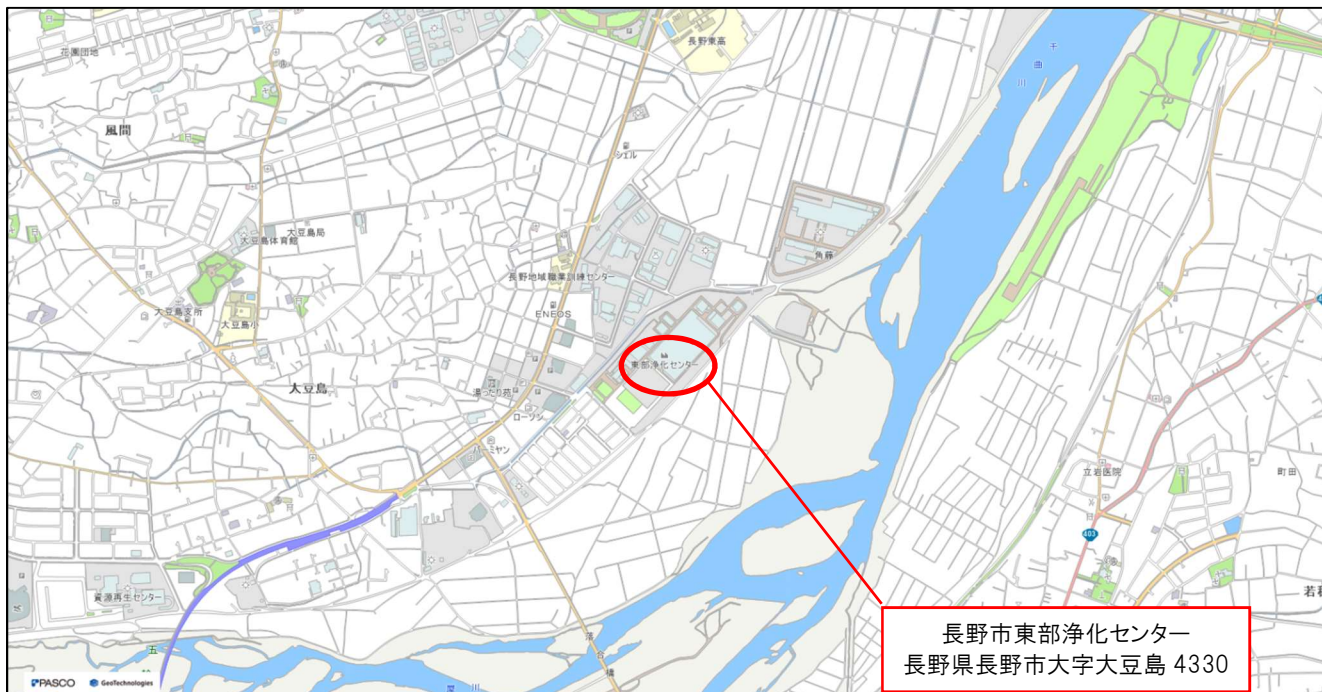 花園団地
長野東高
千曲川
風間
シェル
大豆島局
大豆島体育館
長野地域職業訓練センター
角藤
大豆島支所
大豆島小
ENEOS
東部浄化センター
大豆島
湯ったり苑
ローソン
バーミヤン
立岩医院
町田
403
資源再生センター
落合橋
長野市東部浄化センター
長野県長野市大字大豆島 4330
PASCO
GeoTechnologies